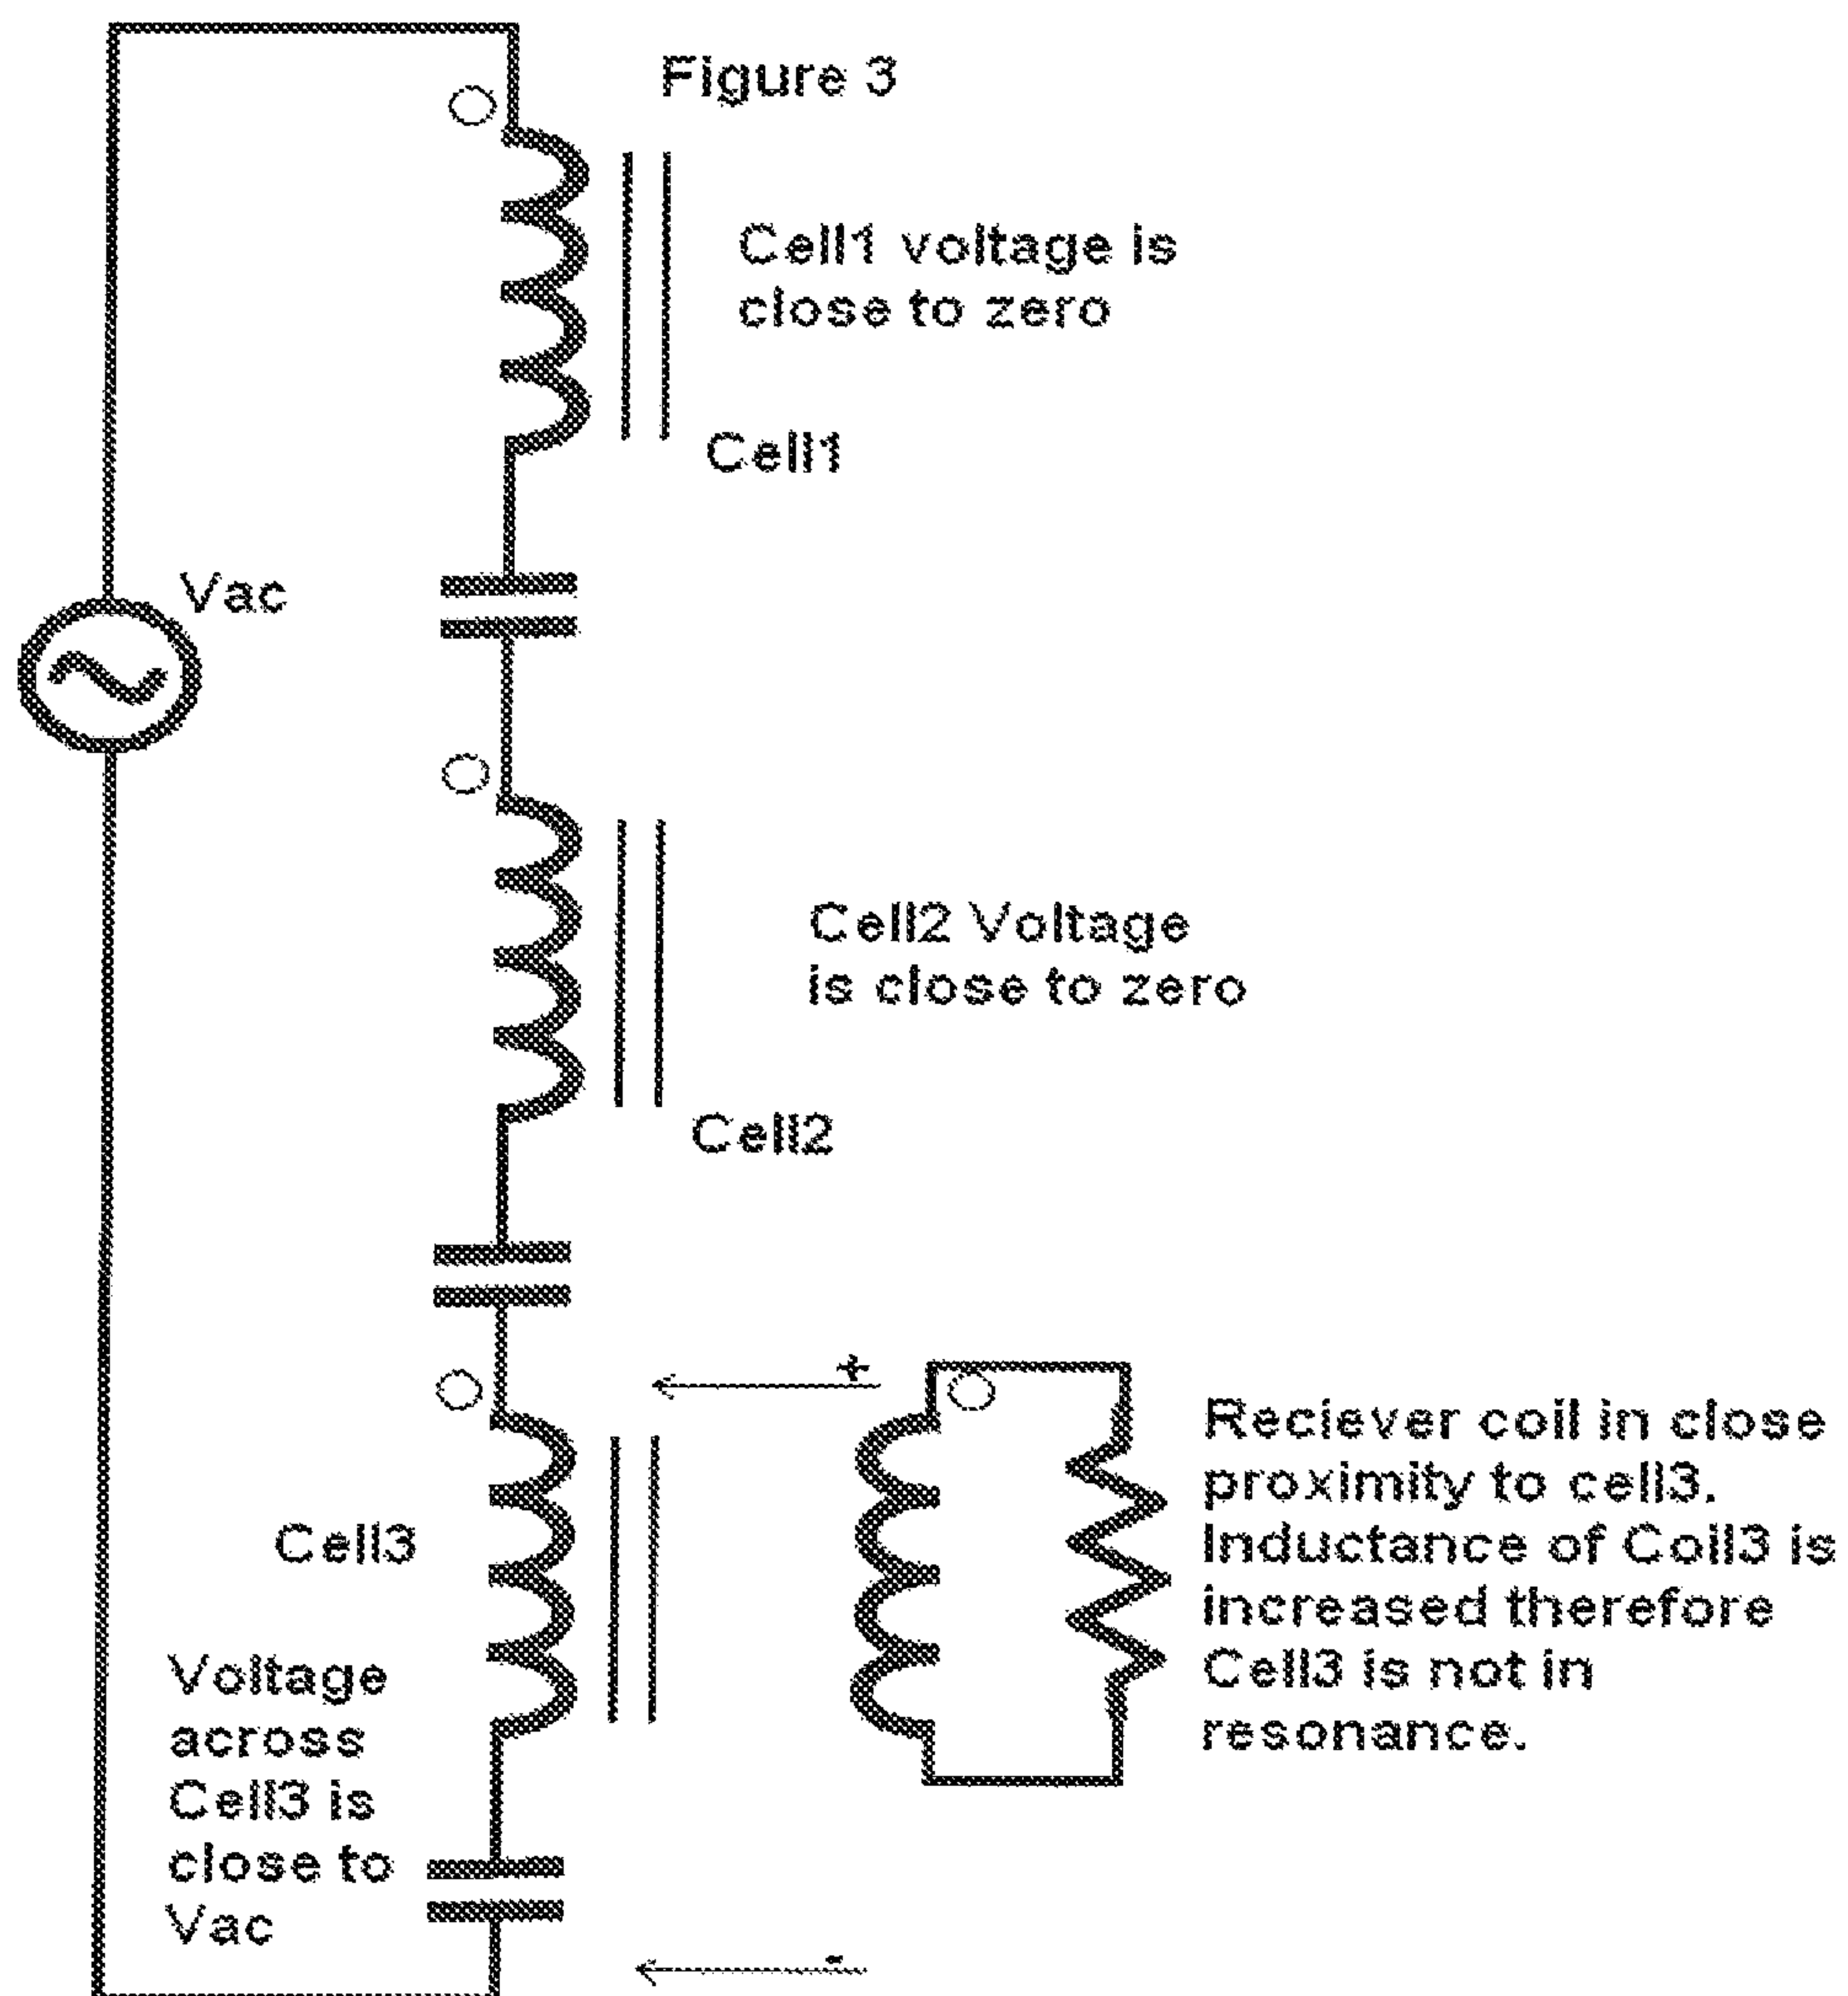 Figure 3
Cell1 voltage is
close to zero
Cell1
Vac
Cell2 Voltage
is close to zero
Cell2
+
Reciever coil in close
proximity to cell3.
Inductance of Coil3 is
increased therefore
Cell3 is not in
resonance.
Cell3
Voltage
across
Cell3 is
close to
Vac
-